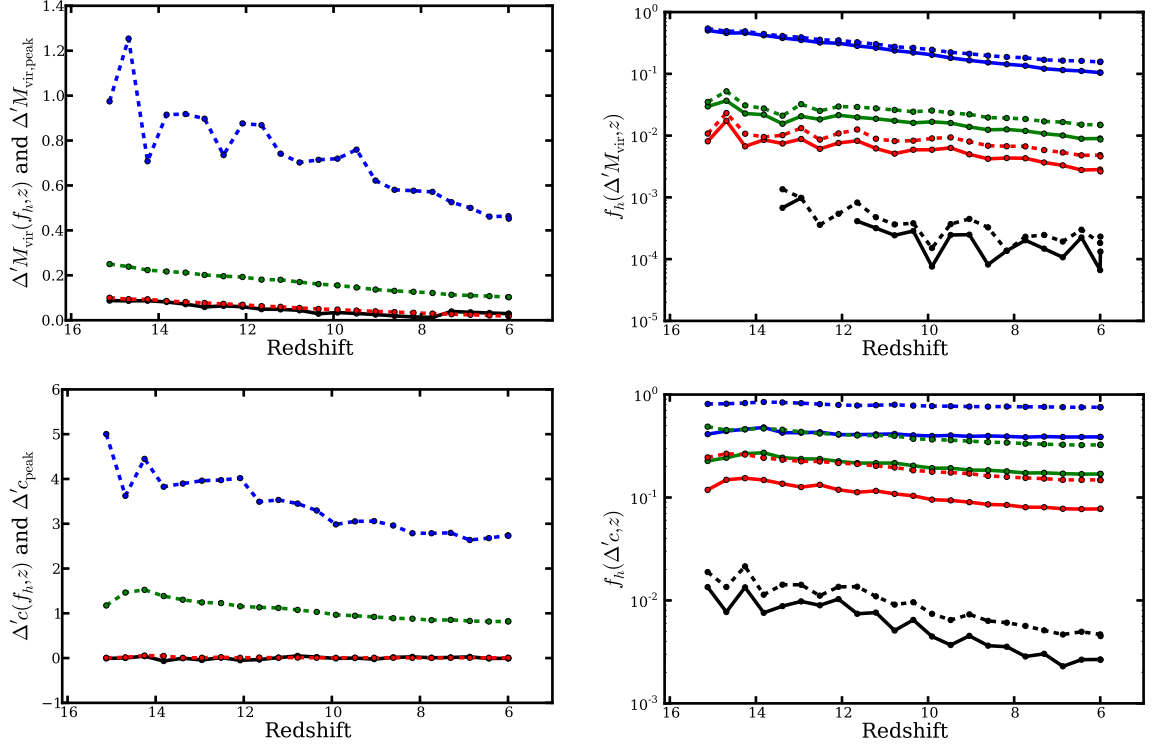 Δ′M_vir(f_h,z) and Δ′M_vir,peak
1.4
1.2
1.0
0.8
0.6
0.4
0.2
0.0
16 14 12 10 8 6
Redshift
f_h(Δ′M_vir,z)
10^0
10^-1
10^-2
10^-3
10^-4
10^-5
16 14 12 10 8 6
Redshift
Δ′c(f_h,z) and Δ′c_peak
6
5
4
3
2
1
0
−1
16 14 12 10 8 6
Redshift
f_h(Δ′c,z)
10^0
10^-1
10^-2
10^-3
16 14 12 10 8 6
Redshift